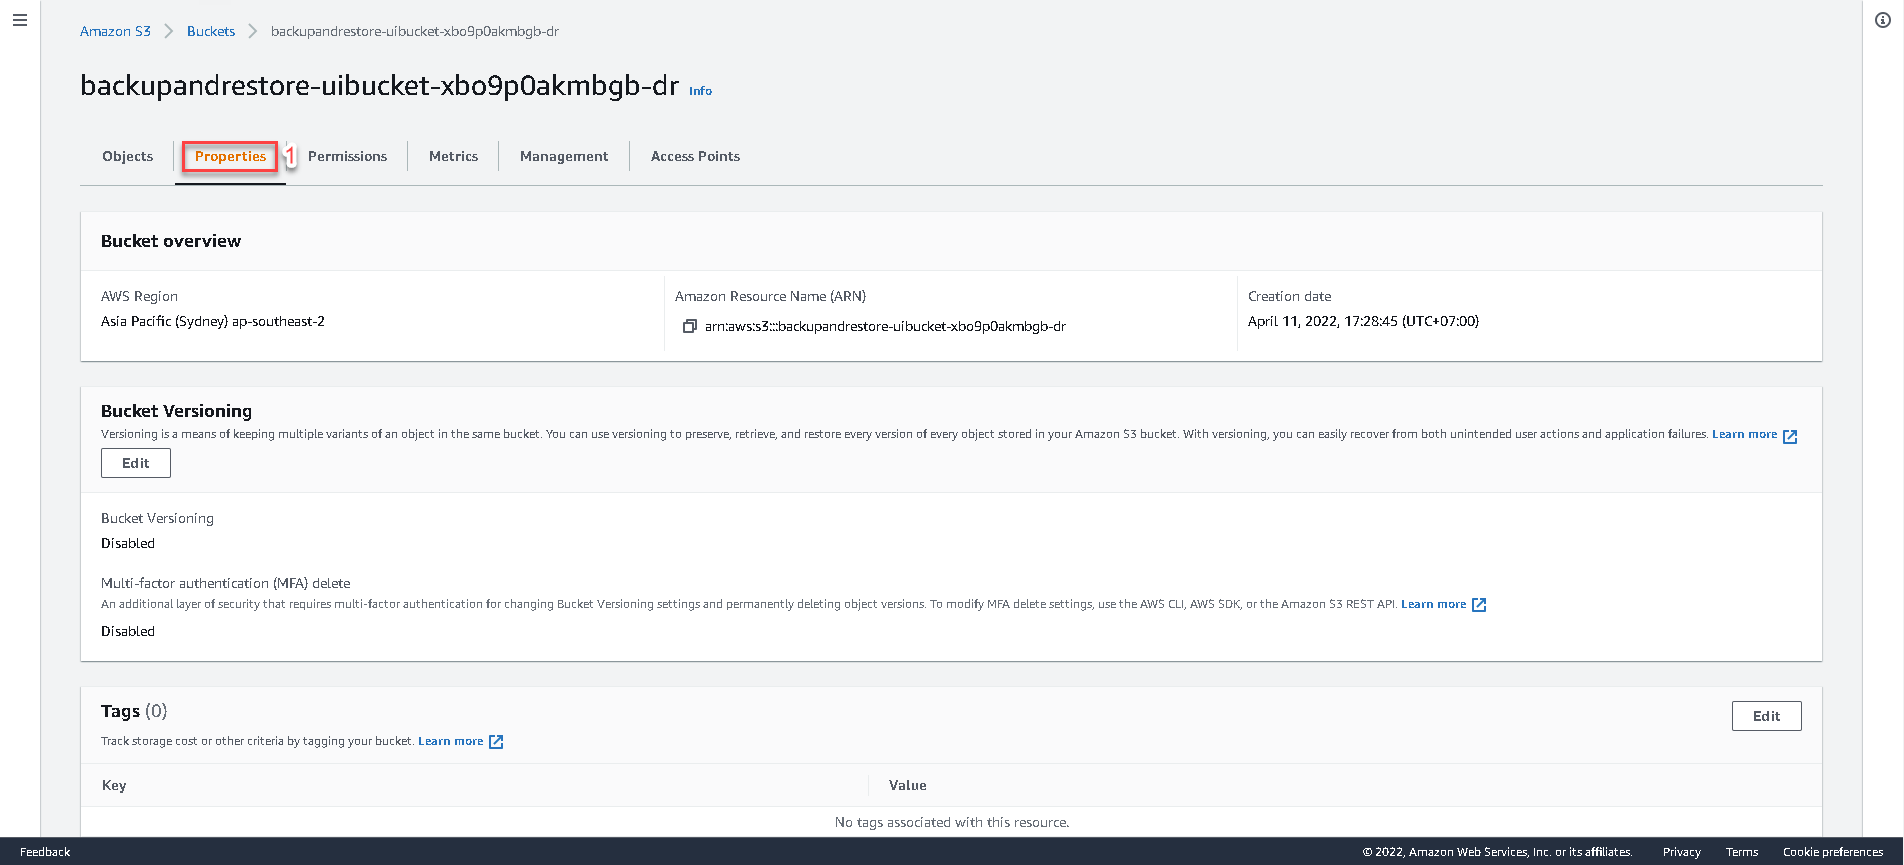 Amazon S3 Buckets backupandrestore-uibucket-xbo9p0akmbgb-dr
backupandrestore-uibucket-xbo9p0akmbgb-dr Info
Objects Properties 1 Permissions Metrics Management Access Points
Bucket overview
AWS Region
Asia Pacific (Sydney) ap-southeast-2
Amazon Resource Name (ARN)
arn:aws:s3:::backupandrestore-uibucket-xbo9p0akmbgb-dr
Creation date
April 11, 2022, 17:28:45 (UTC+07:00)
Bucket Versioning
Versioning is a means of keeping multiple variants of an object in the same bucket. You can use versioning to preserve, retrieve, and restore every version of every object stored in your Amazon S3 bucket. With versioning, you can easily recover from both unintended user actions and application failures. Learn more
Edit
Bucket Versioning
Disabled
Multi-factor authentication (MFA) delete
An additional layer of security that requires multi-factor authentication for changing Bucket Versioning settings and permanently deleting object versions. To modify MFA delete settings, use the AWS CLI, AWS SDK, or the Amazon S3 REST API. Learn more
Disabled
Tags (0)
Edit
Track storage cost or other criteria by tagging your bucket. Learn more
Key Value
No tags associated with this resource.
Feedback © 2022, Amazon Web Services, Inc. or its affiliates. Privacy Terms Cookie preferences